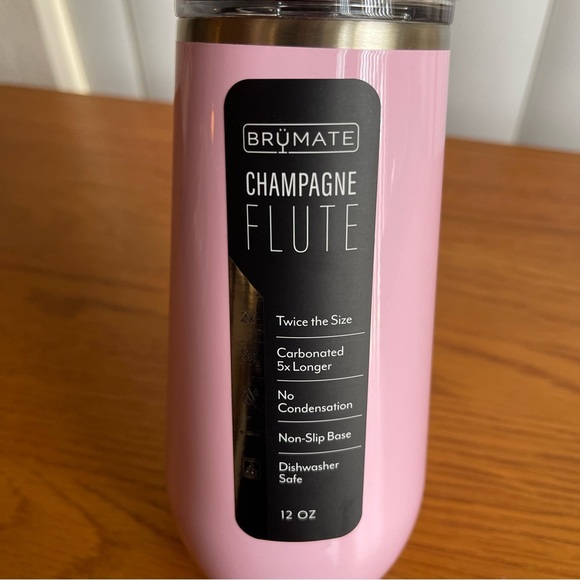 BRÜMATE
CHAMPAGNE
FLUTE
Twice the Size
Carbonated
5x Longer
No
Condensation
Non-Slip Base
Dishwasher
Safe
12 OZ